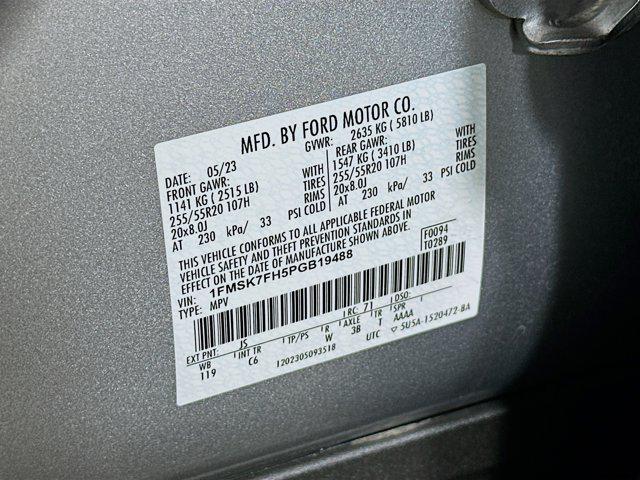 MFD. BY FORD MOTOR CO.
DATE: 05/23 GVWR: 2635 KG ( 5810 LB)
FRONT GAWR: WITH REAR GAWR: WITH
1141 KG ( 2515 LB) TIRES 1547 KG ( 3410 LB) TIRES
255/55R20 107H RIMS 255/55R20 107H RIMS
20x8.0J 20x8.0J
AT 230 kPa/ 33 PSI COLD AT 230 kPa/ 33 PSI COLD
THIS VEHICLE CONFORMS TO ALL APPLICABLE FEDERAL MOTOR
VEHICLE SAFETY AND THEFT PREVENTION STANDARDS IN
EFFECT ON THE DATE OF MANUFACTURE SHOWN ABOVE.
VIN: 1FMSK7FH5PGB19488 F0094
TYPE: MPV T0289
EXT PNT: JS RC: 71 DSO:
WB INT TR TP/PS R AXLE TR SPR
119 C6 W 3B T AAAA
1202305093518 UTC 5U5A-1520472-BA